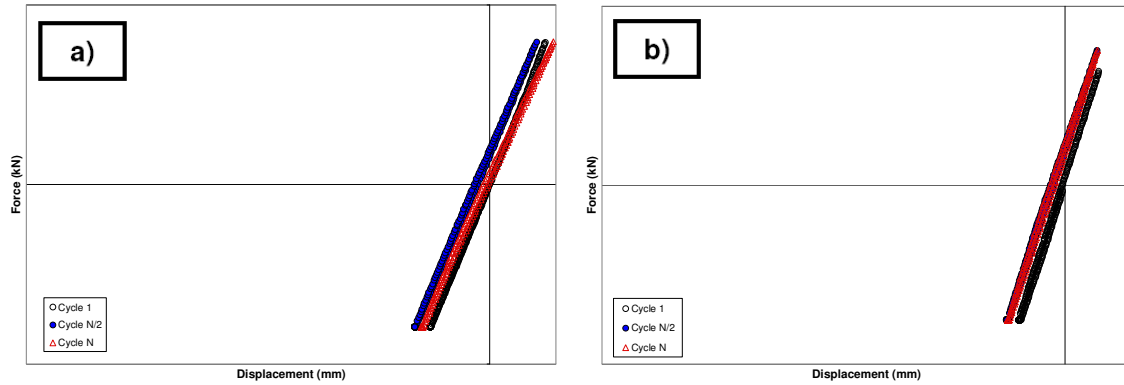 a)
Force (kN)
Cycle 1
Cycle N/2
Cycle N
Displacement (mm)
b)
Force (kN)
Cycle 1
Cycle N/2
Cycle N
Displacement (mm)